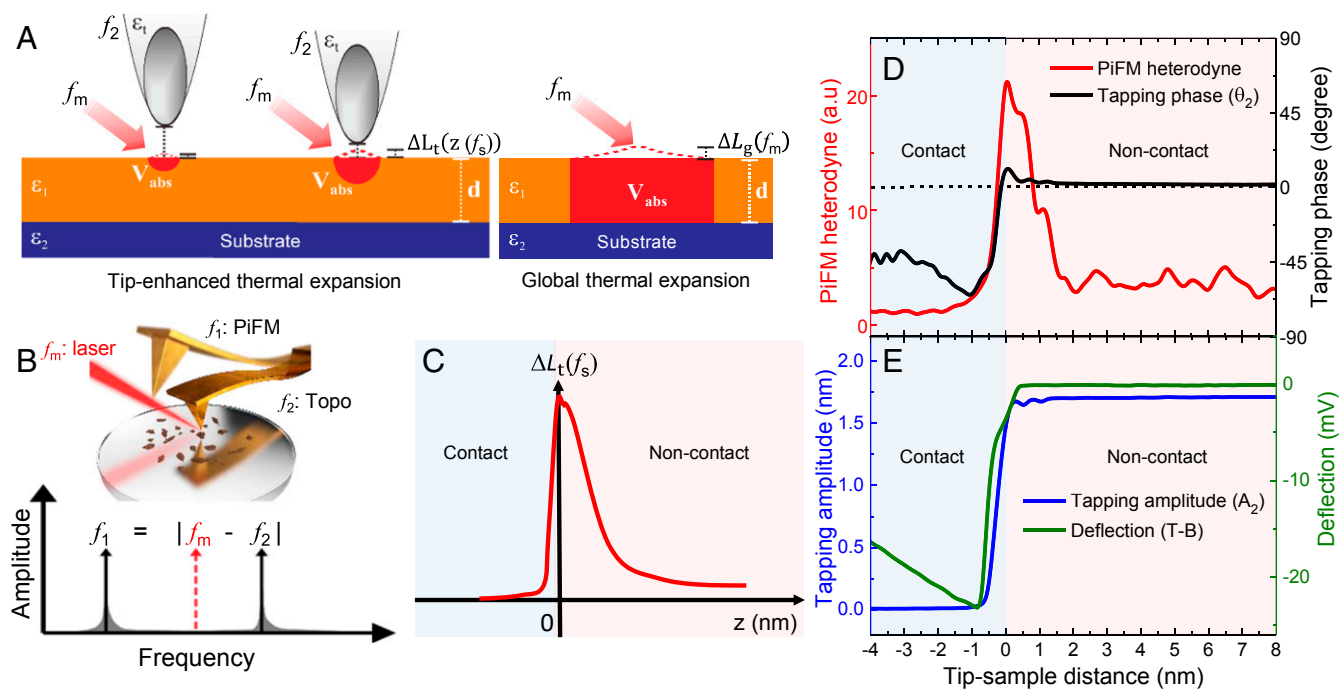 A
f₂
εₜ
f₂
εₜ
fₘ
fₘ
fₘ
ΔLₜ(z (fₛ))
ΔL_g(fₘ)
V_abs
V_abs
V_abs
ε₁
d
ε₁
d
ε₂
Substrate
ε₂
Substrate
Tip-enhanced thermal expansion
Global thermal expansion
B
f₁: PiFM
fₘ: laser
f₂: Topo
Amplitude
f₁ = |fₘ - f₂|
Frequency
C
ΔLₜ(fₛ)
Contact
Non-contact
0
z (nm)
D
PiFM heterodyne
Tapping phase (θ₂)
Contact
Non-contact
PiFM heterodyne (a.u)
20
10
0
Tapping phase (degree)
90
45
0
-45
-90
E
Contact
Non-contact
Tapping amplitude (A₂)
Deflection (T-B)
Tapping amplitude (nm)
2.0
1.5
1.0
0.5
0.0
Deflection (mV)
0
-10
-20
-4 -3 -2 -1 0 1 2 3 4 5 6 7 8
Tip-sample distance (nm)